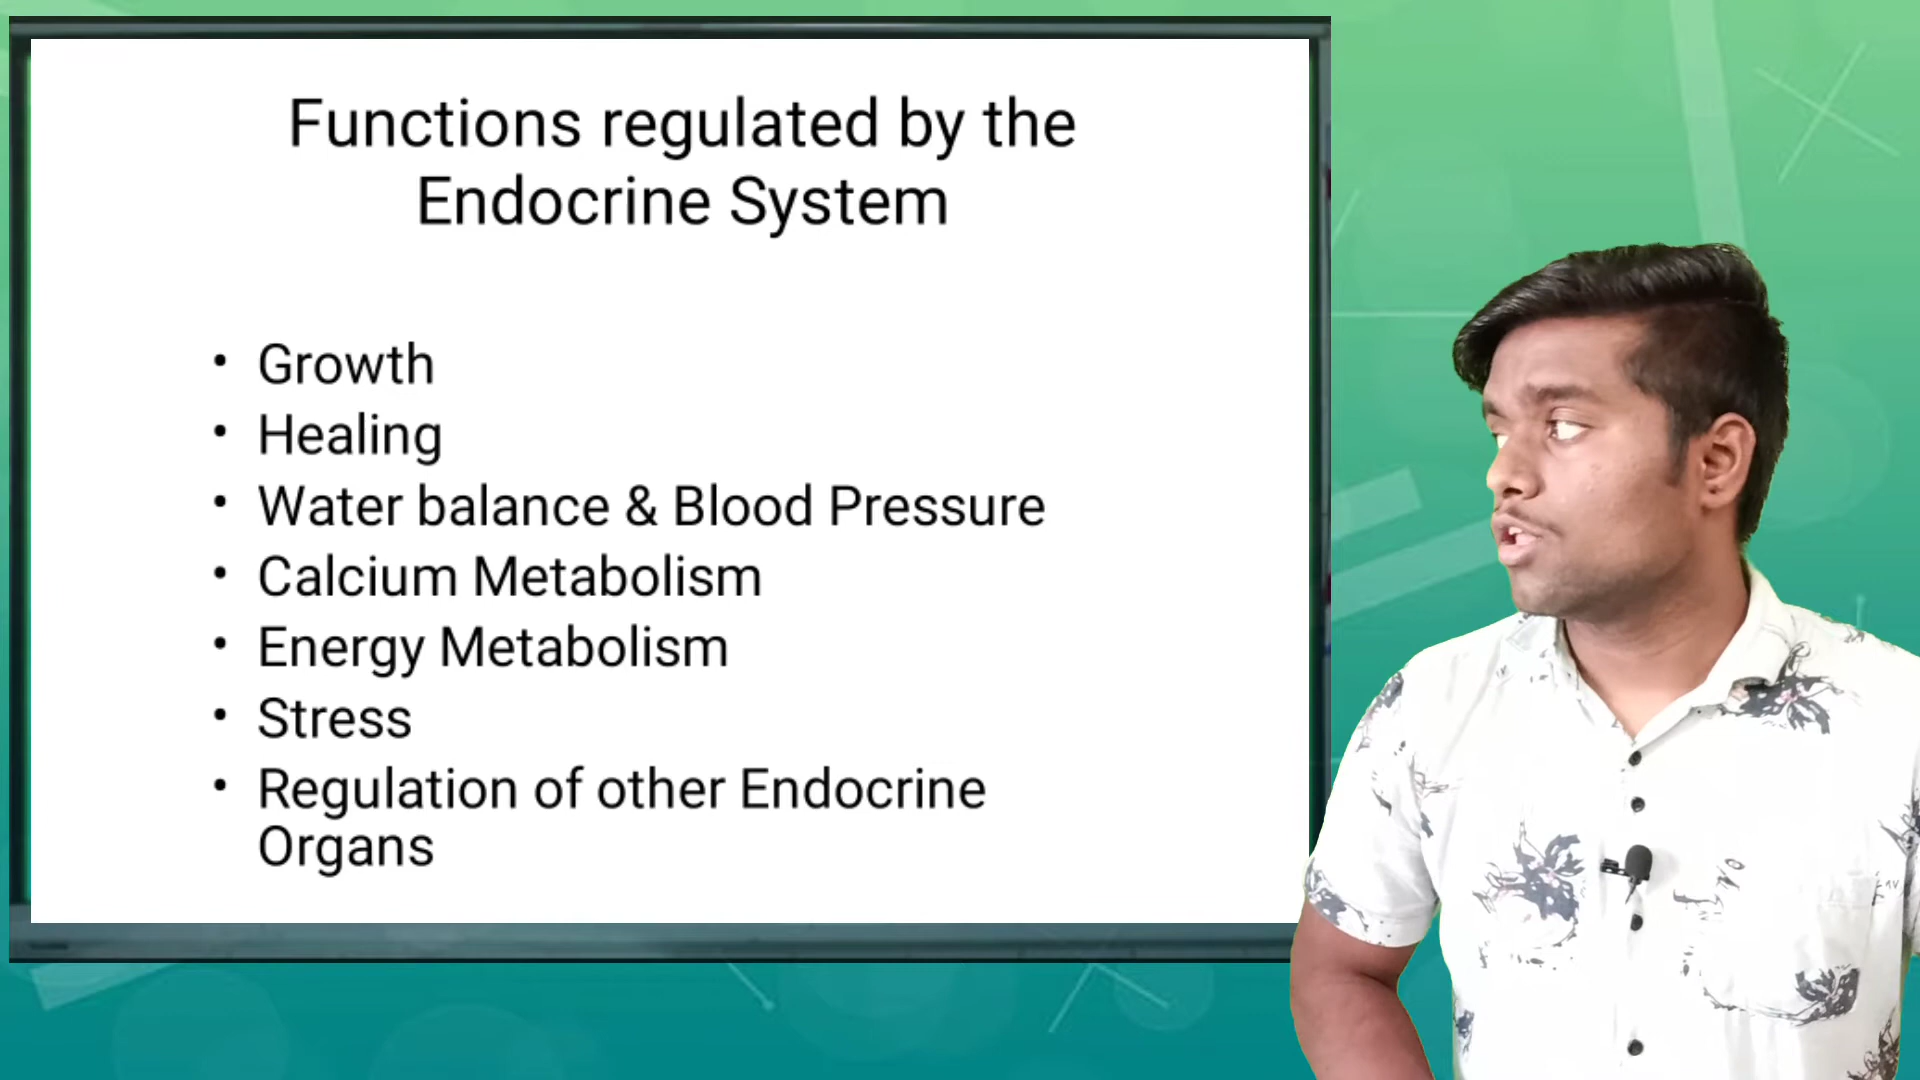 Functions regulated by the
Endocrine System
• Growth
• Healing
• Water balance & Blood Pressure
• Calcium Metabolism
• Energy Metabolism
• Stress
• Regulation of other Endocrine
Organs